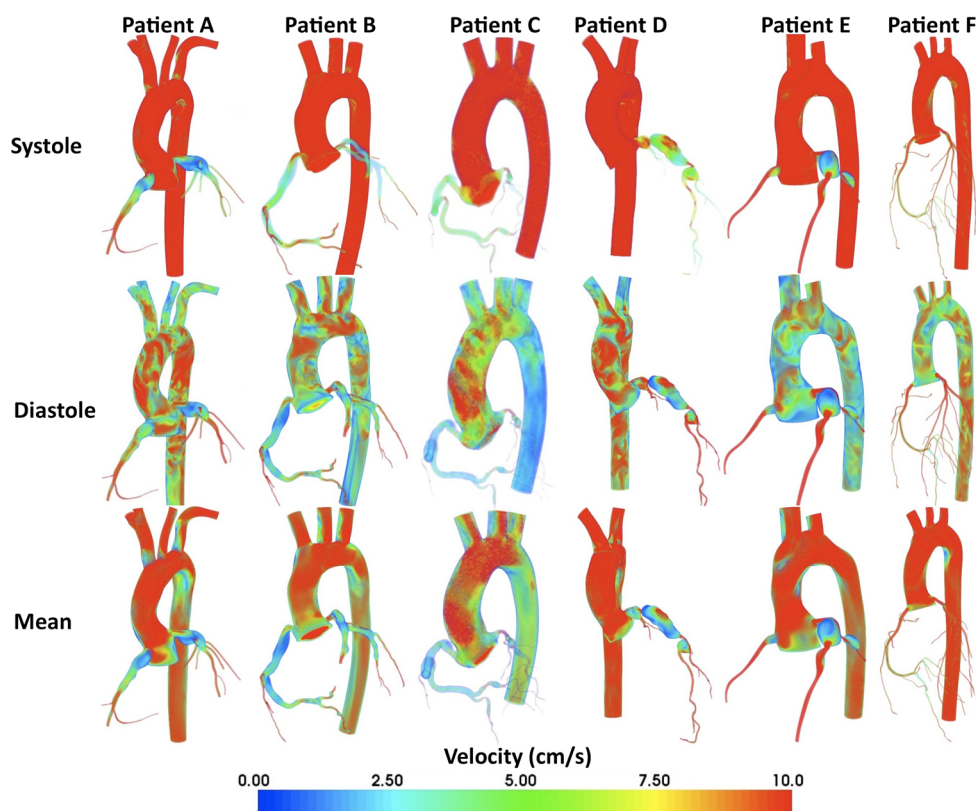 Patient A Patient B Patient C Patient D Patient E Patient F
Systole
Diastole
Mean
Velocity (cm/s)
0.00 2.50 5.00 7.50 10.0